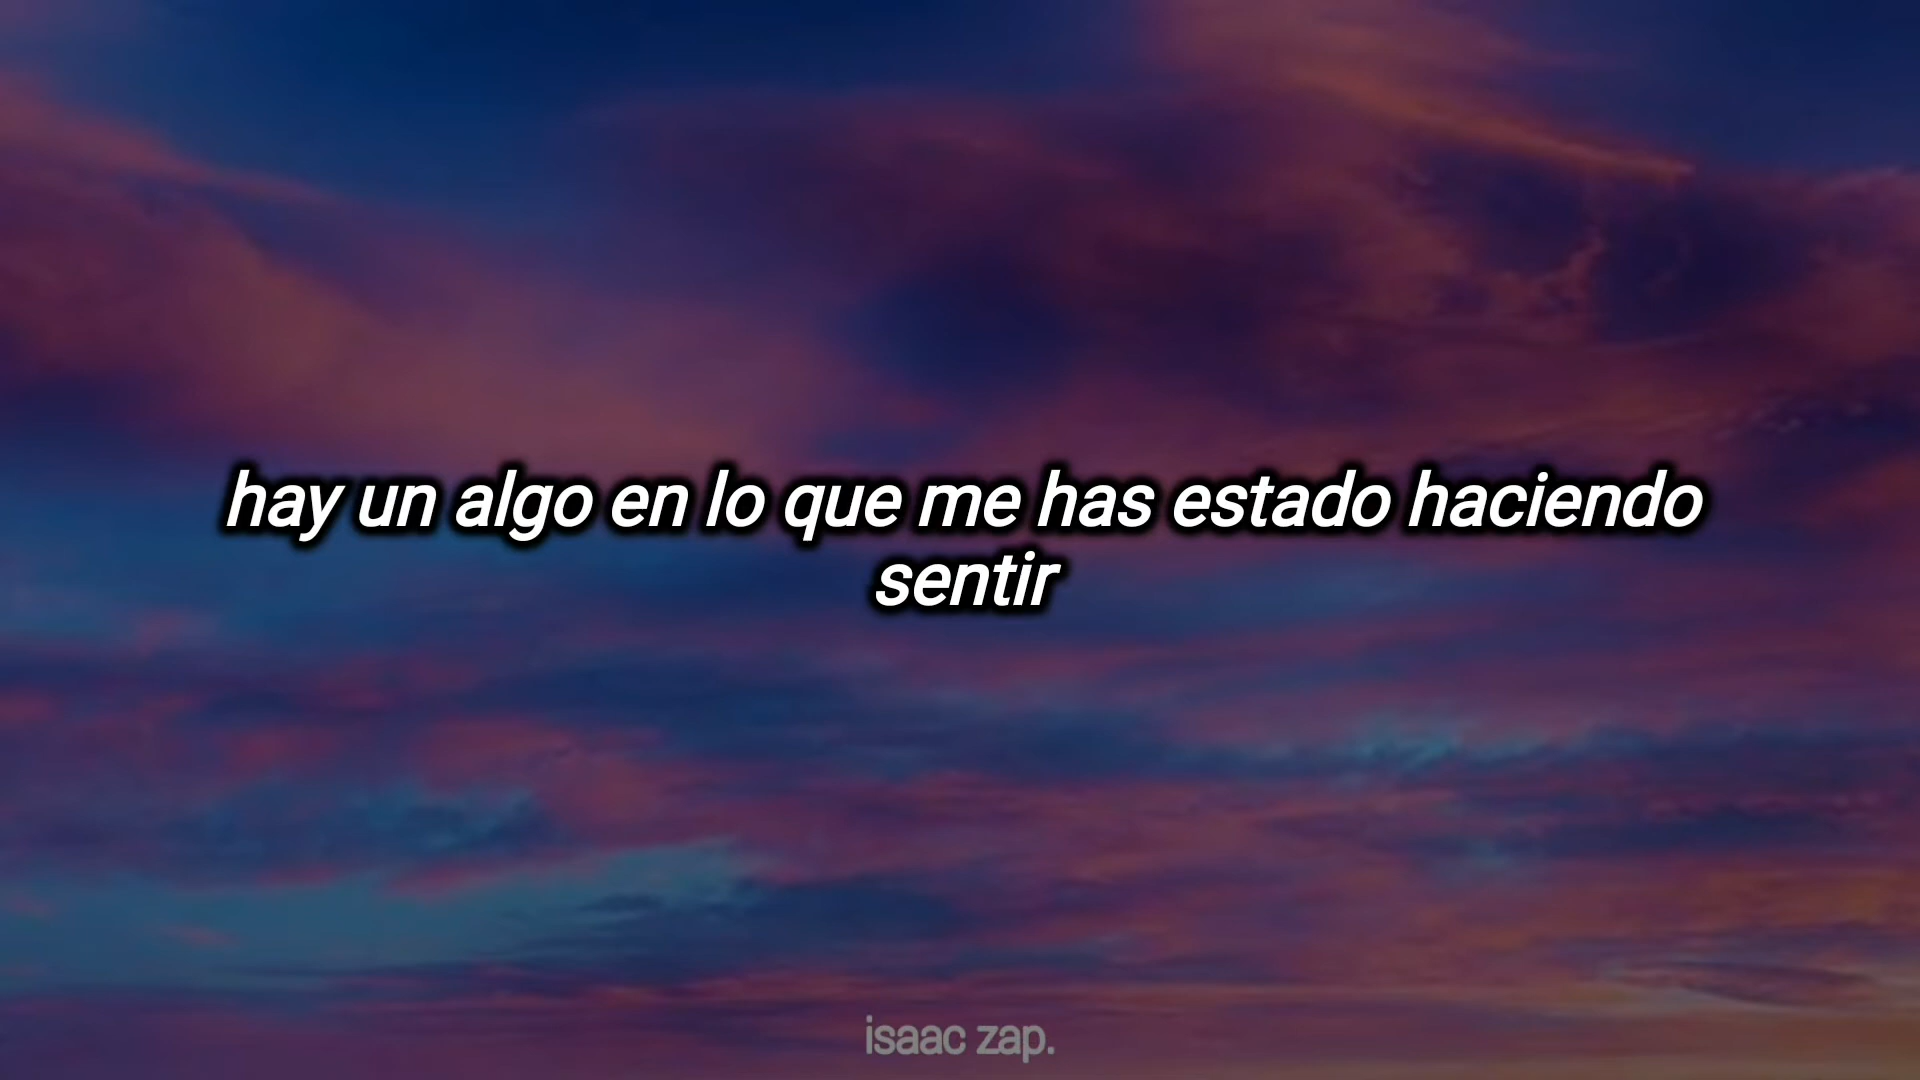 hay un algo en lo que me has estado haciendo
sentir
isaac zap.